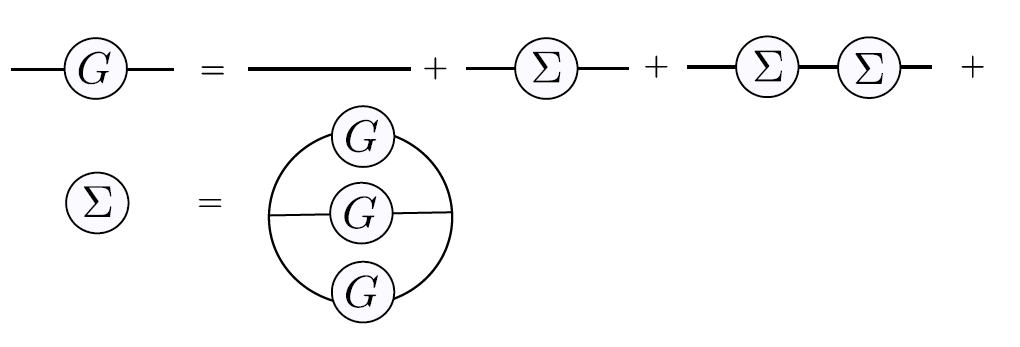 G = + Σ + Σ Σ +
Σ = G
G
G